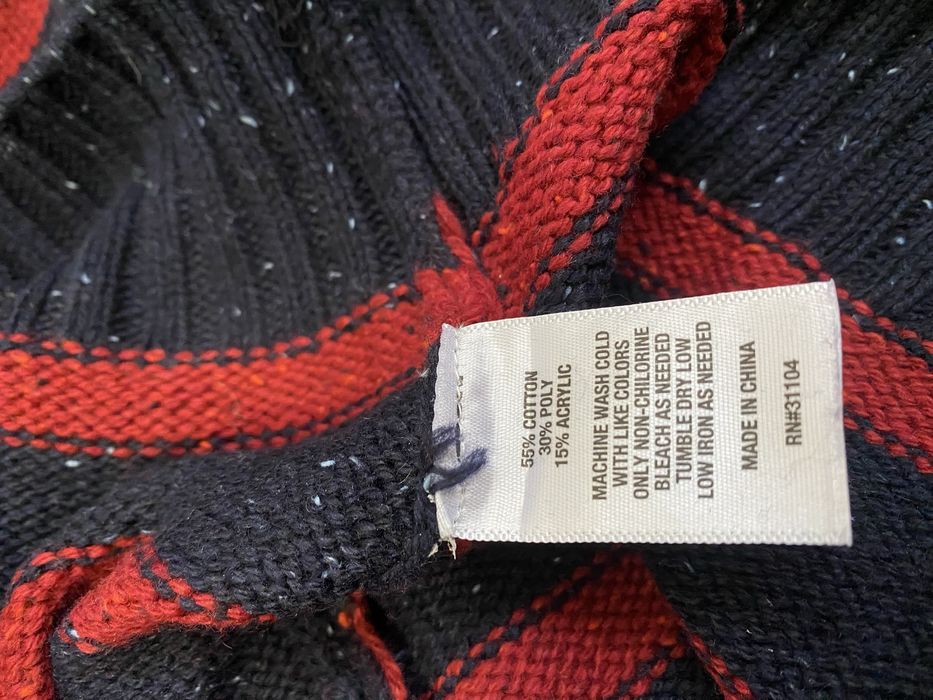 55% COTTON
30% POLY
15% ACRYLIC
MACHINE WASH COLD
WITH LIKE COLORS
ONLY NON-CHLORINE
BLEACH AS NEEDED
TUMBLE DRY LOW
LOW IRON AS NEEDED
MADE IN CHINA
RN#31104